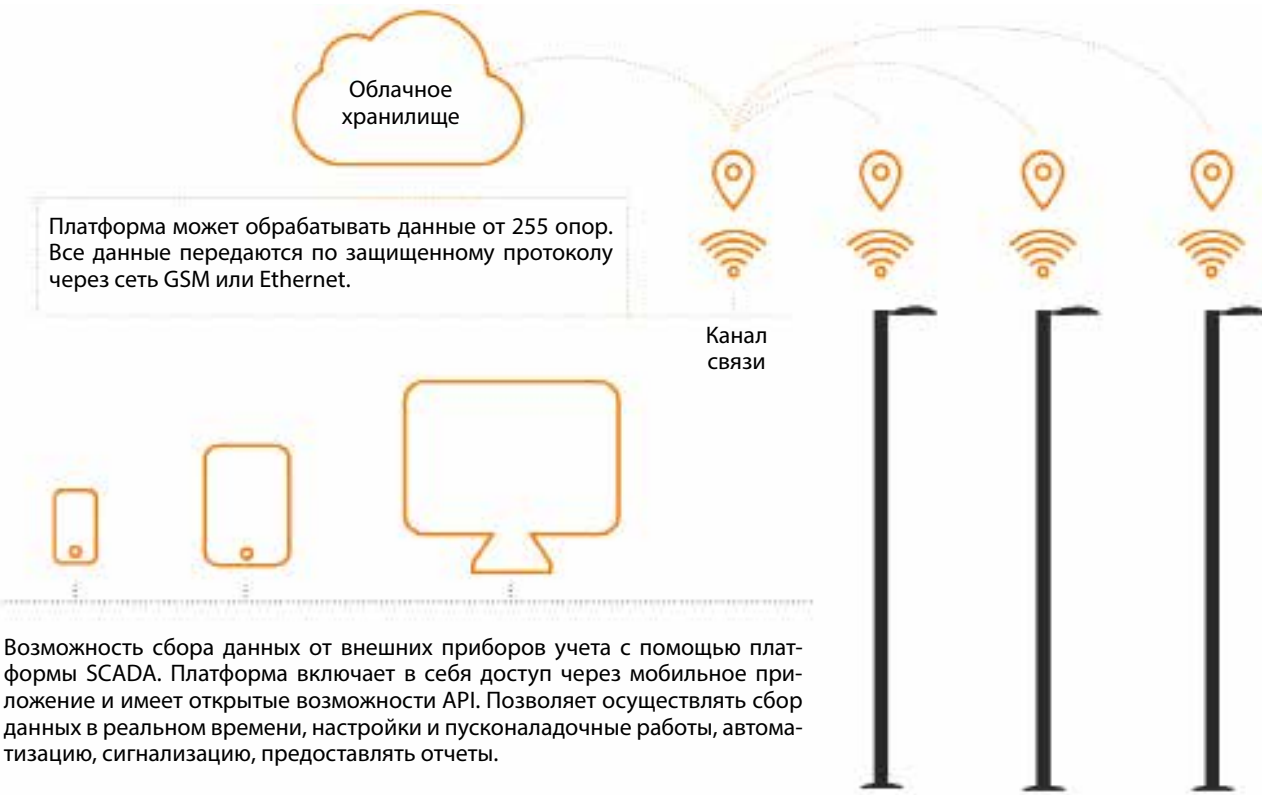 Облачное
хранилище
Платформа может обрабатывать данные от 255 опор.
Все данные передаются по защищенному протоколу
через сеть GSM или Ethernet.
Канал
связи
Возможность сбора данных от внешних приборов учета с помощью плат-
формы SCADA. Платформа включает в себя доступ через мобильное при-
ложение и имеет открытые возможности API. Позволяет осуществлять сбор
данных в реальном времени, настройки и пусконаладочные работы, автома-
тизацию, сигнализацию, предоставлять отчеты.